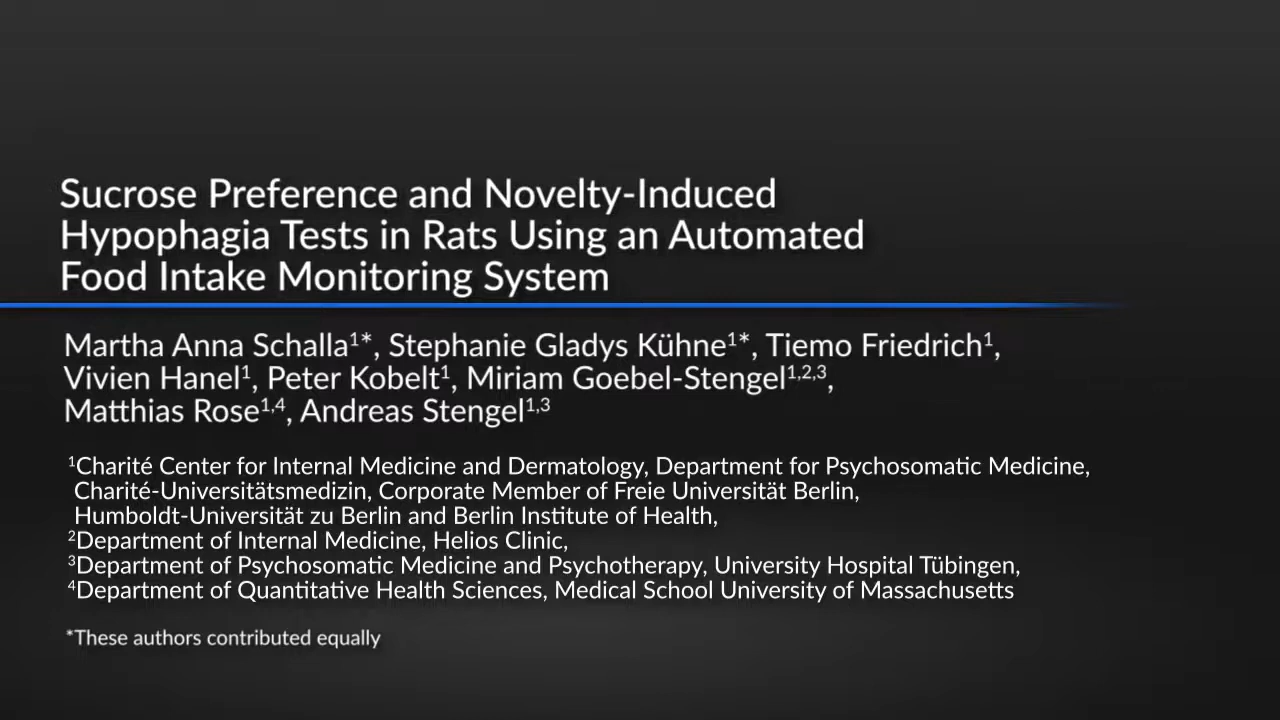 Sucrose Preference and Novelty-Induced
Hypophagia Tests in Rats Using an Automated
Food Intake Monitoring System
Martha Anna Schalla¹*, Stephanie Gladys Kühne¹*, Tiemo Friedrich¹,
Vivien Hanel¹, Peter Kobelt¹, Miriam Goebel-Stengel¹,²,³,
Matthias Rose¹,⁴, Andreas Stengel¹,³
¹Charité Center for Internal Medicine and Dermatology, Department for Psychosomatic Medicine,
Charité-Universitätsmedizin, Corporate Member of Freie Universität Berlin,
Humboldt-Universität zu Berlin and Berlin Institute of Health,
²Department of Internal Medicine, Helios Clinic,
³Department of Psychosomatic Medicine and Psychotherapy, University Hospital Tübingen,
⁴Department of Quantitative Health Sciences, Medical School University of Massachusetts
*These authors contributed equally